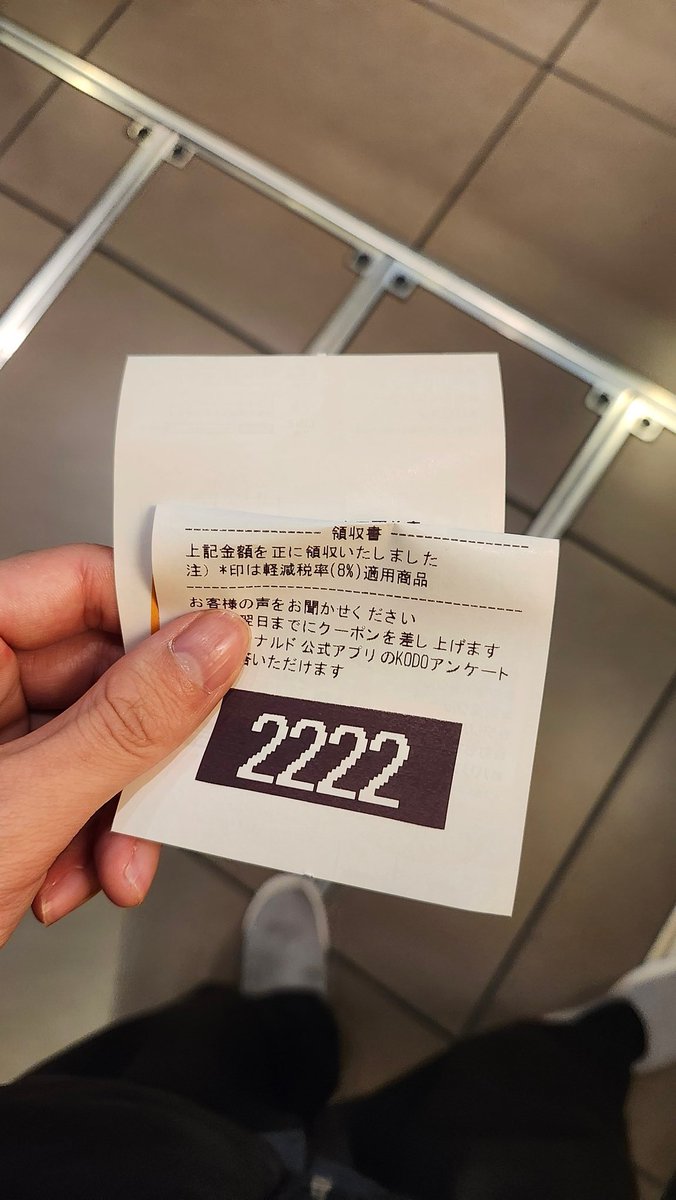 領収書
上記金額を正に領収いたしました
注) *印は軽減税率(8%)適用商品
お客様の声をお聞かせください
翌日までにクーポンを差し上げます
ナルド公式アプリのKODOアンケート
いただけます
2222